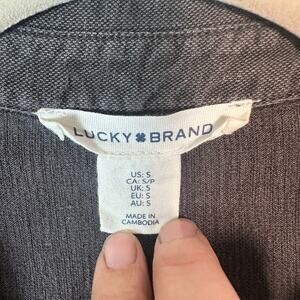 LUCKY BRAND
US: S
CA: S/P
UK: S
EU: S
AU: S
MADE IN
CAMBODIA